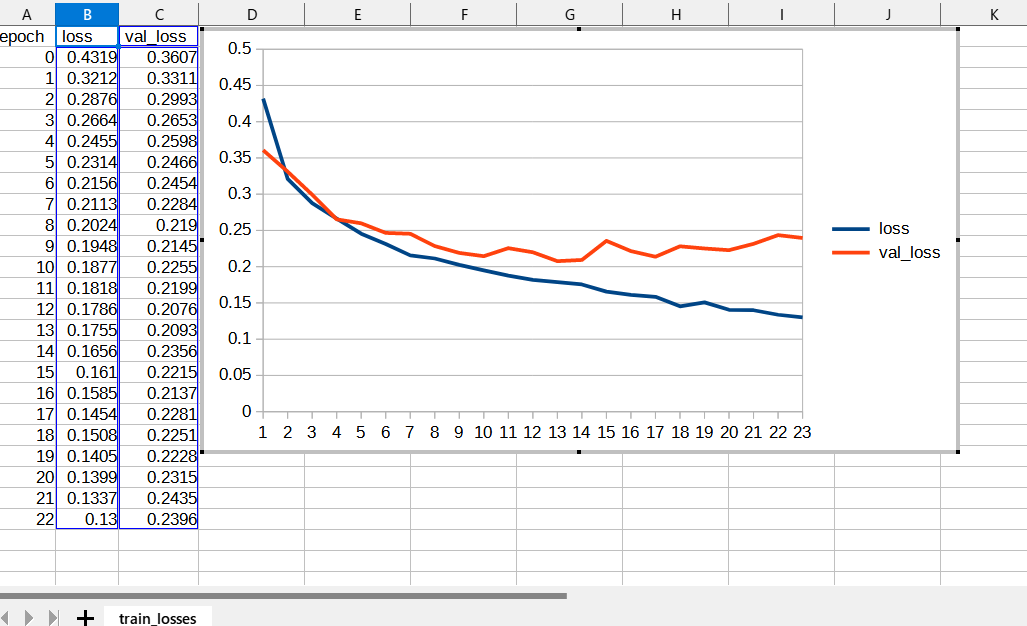 A B C D E F G H I J K
epoch loss val_loss
0 0.4319 0.3607
1 0.3212 0.3311
2 0.2876 0.2993
3 0.2664 0.2653
4 0.2455 0.2598
5 0.2314 0.2466
6 0.2156 0.2454
7 0.2113 0.2284
8 0.2024 0.219
9 0.1948 0.2145
10 0.1877 0.2255
11 0.1818 0.2199
12 0.1786 0.2076
13 0.1755 0.2093
14 0.1656 0.2356
15 0.161 0.2215
16 0.1585 0.2137
17 0.1454 0.2281
18 0.1508 0.2251
19 0.1405 0.2228
20 0.1399 0.2315
21 0.1337 0.2435
22 0.13 0.2396
0.5
0.45
0.4
0.35
0.3
0.25
0.2
0.15
0.1
0.05
0
1 2 3 4 5 6 7 8 9 10 11 12 13 14 15 16 17 18 19 20 21 22 23
loss
val_loss
train_losses